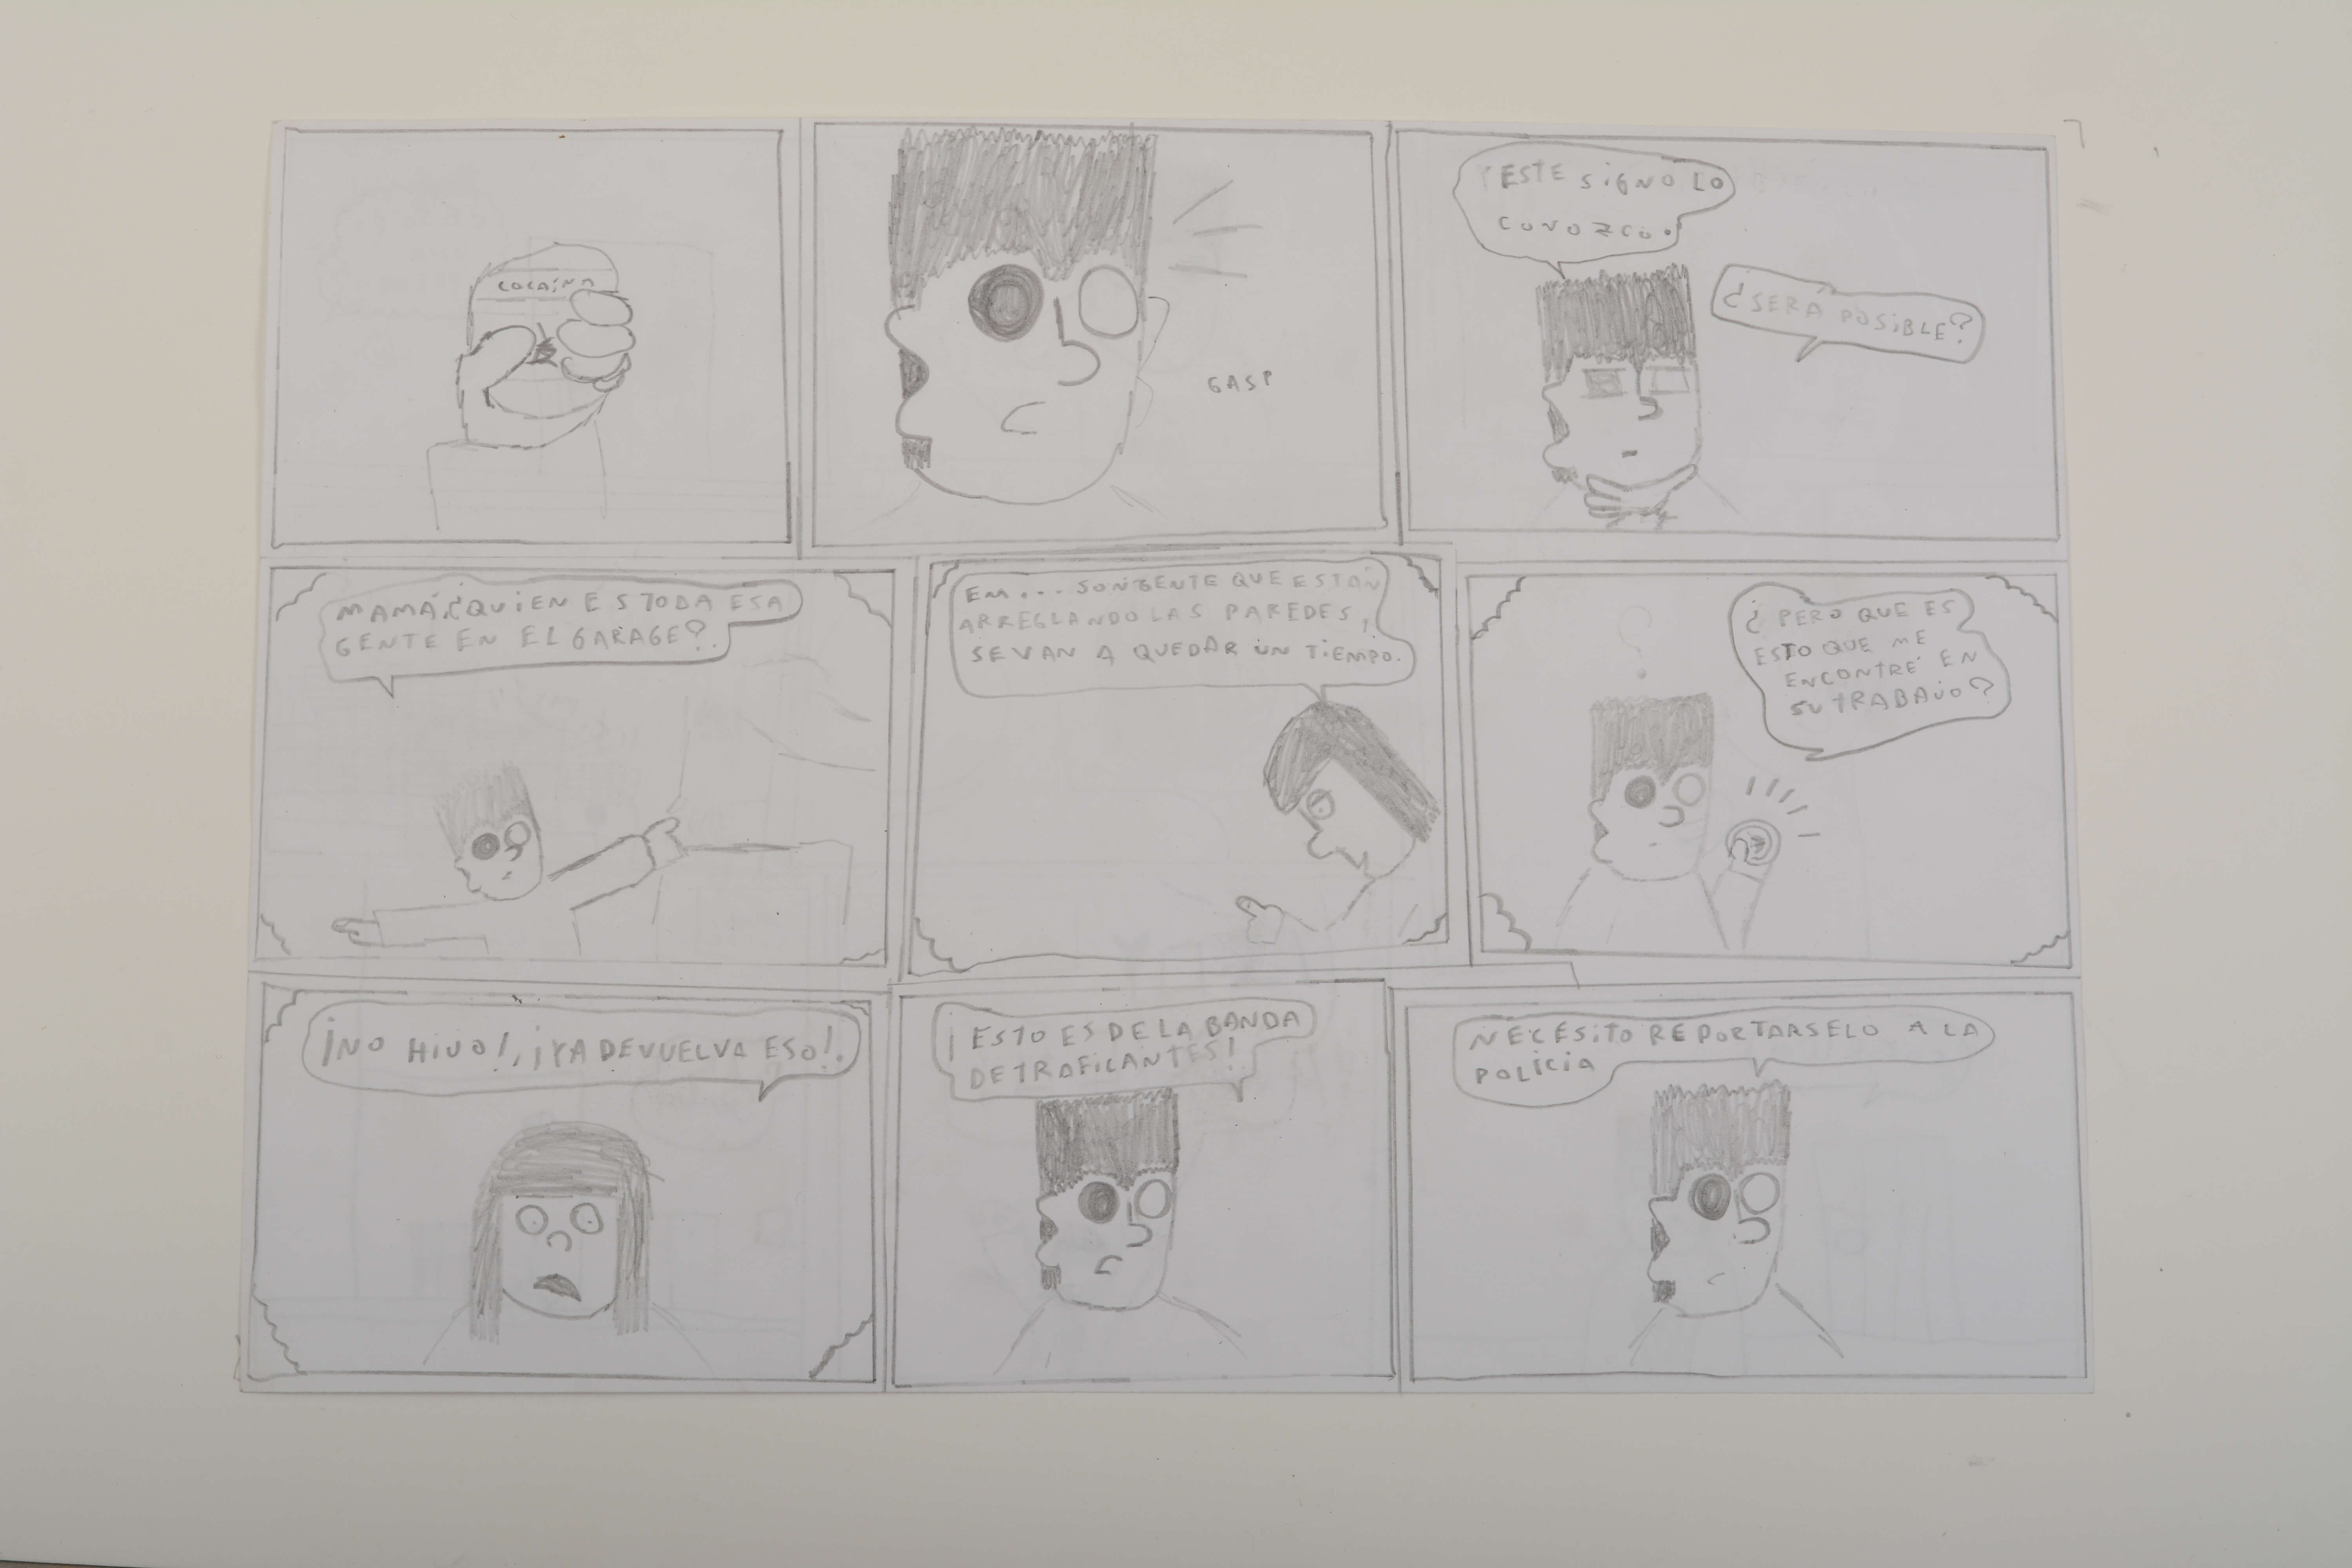 COCAÍNA
GASP
ESTE SIGNO LO
CONOZCO.
¿SERÁ POSIBLE?
MAMÁ,¿QUIEN ES TODA ESA
GENTE EN EL GARAGE?.
EM... SON GENTE QUE ESTÁN
ARREGLANDO LAS PAREDES,
SE VAN A QUEDAR UN TIEMPO.
?
¿PERO QUE ES
ESTO QUE ME
ENCONTRÉ EN
SU TRABAJO?
¡NO HIJO!, ¡YA DEVUELVA ESO!.
¡ESTO ES DE LA BANDA
DE TRAFICANTES!
NECESITO REPORTARSELO A LA
POLICIA